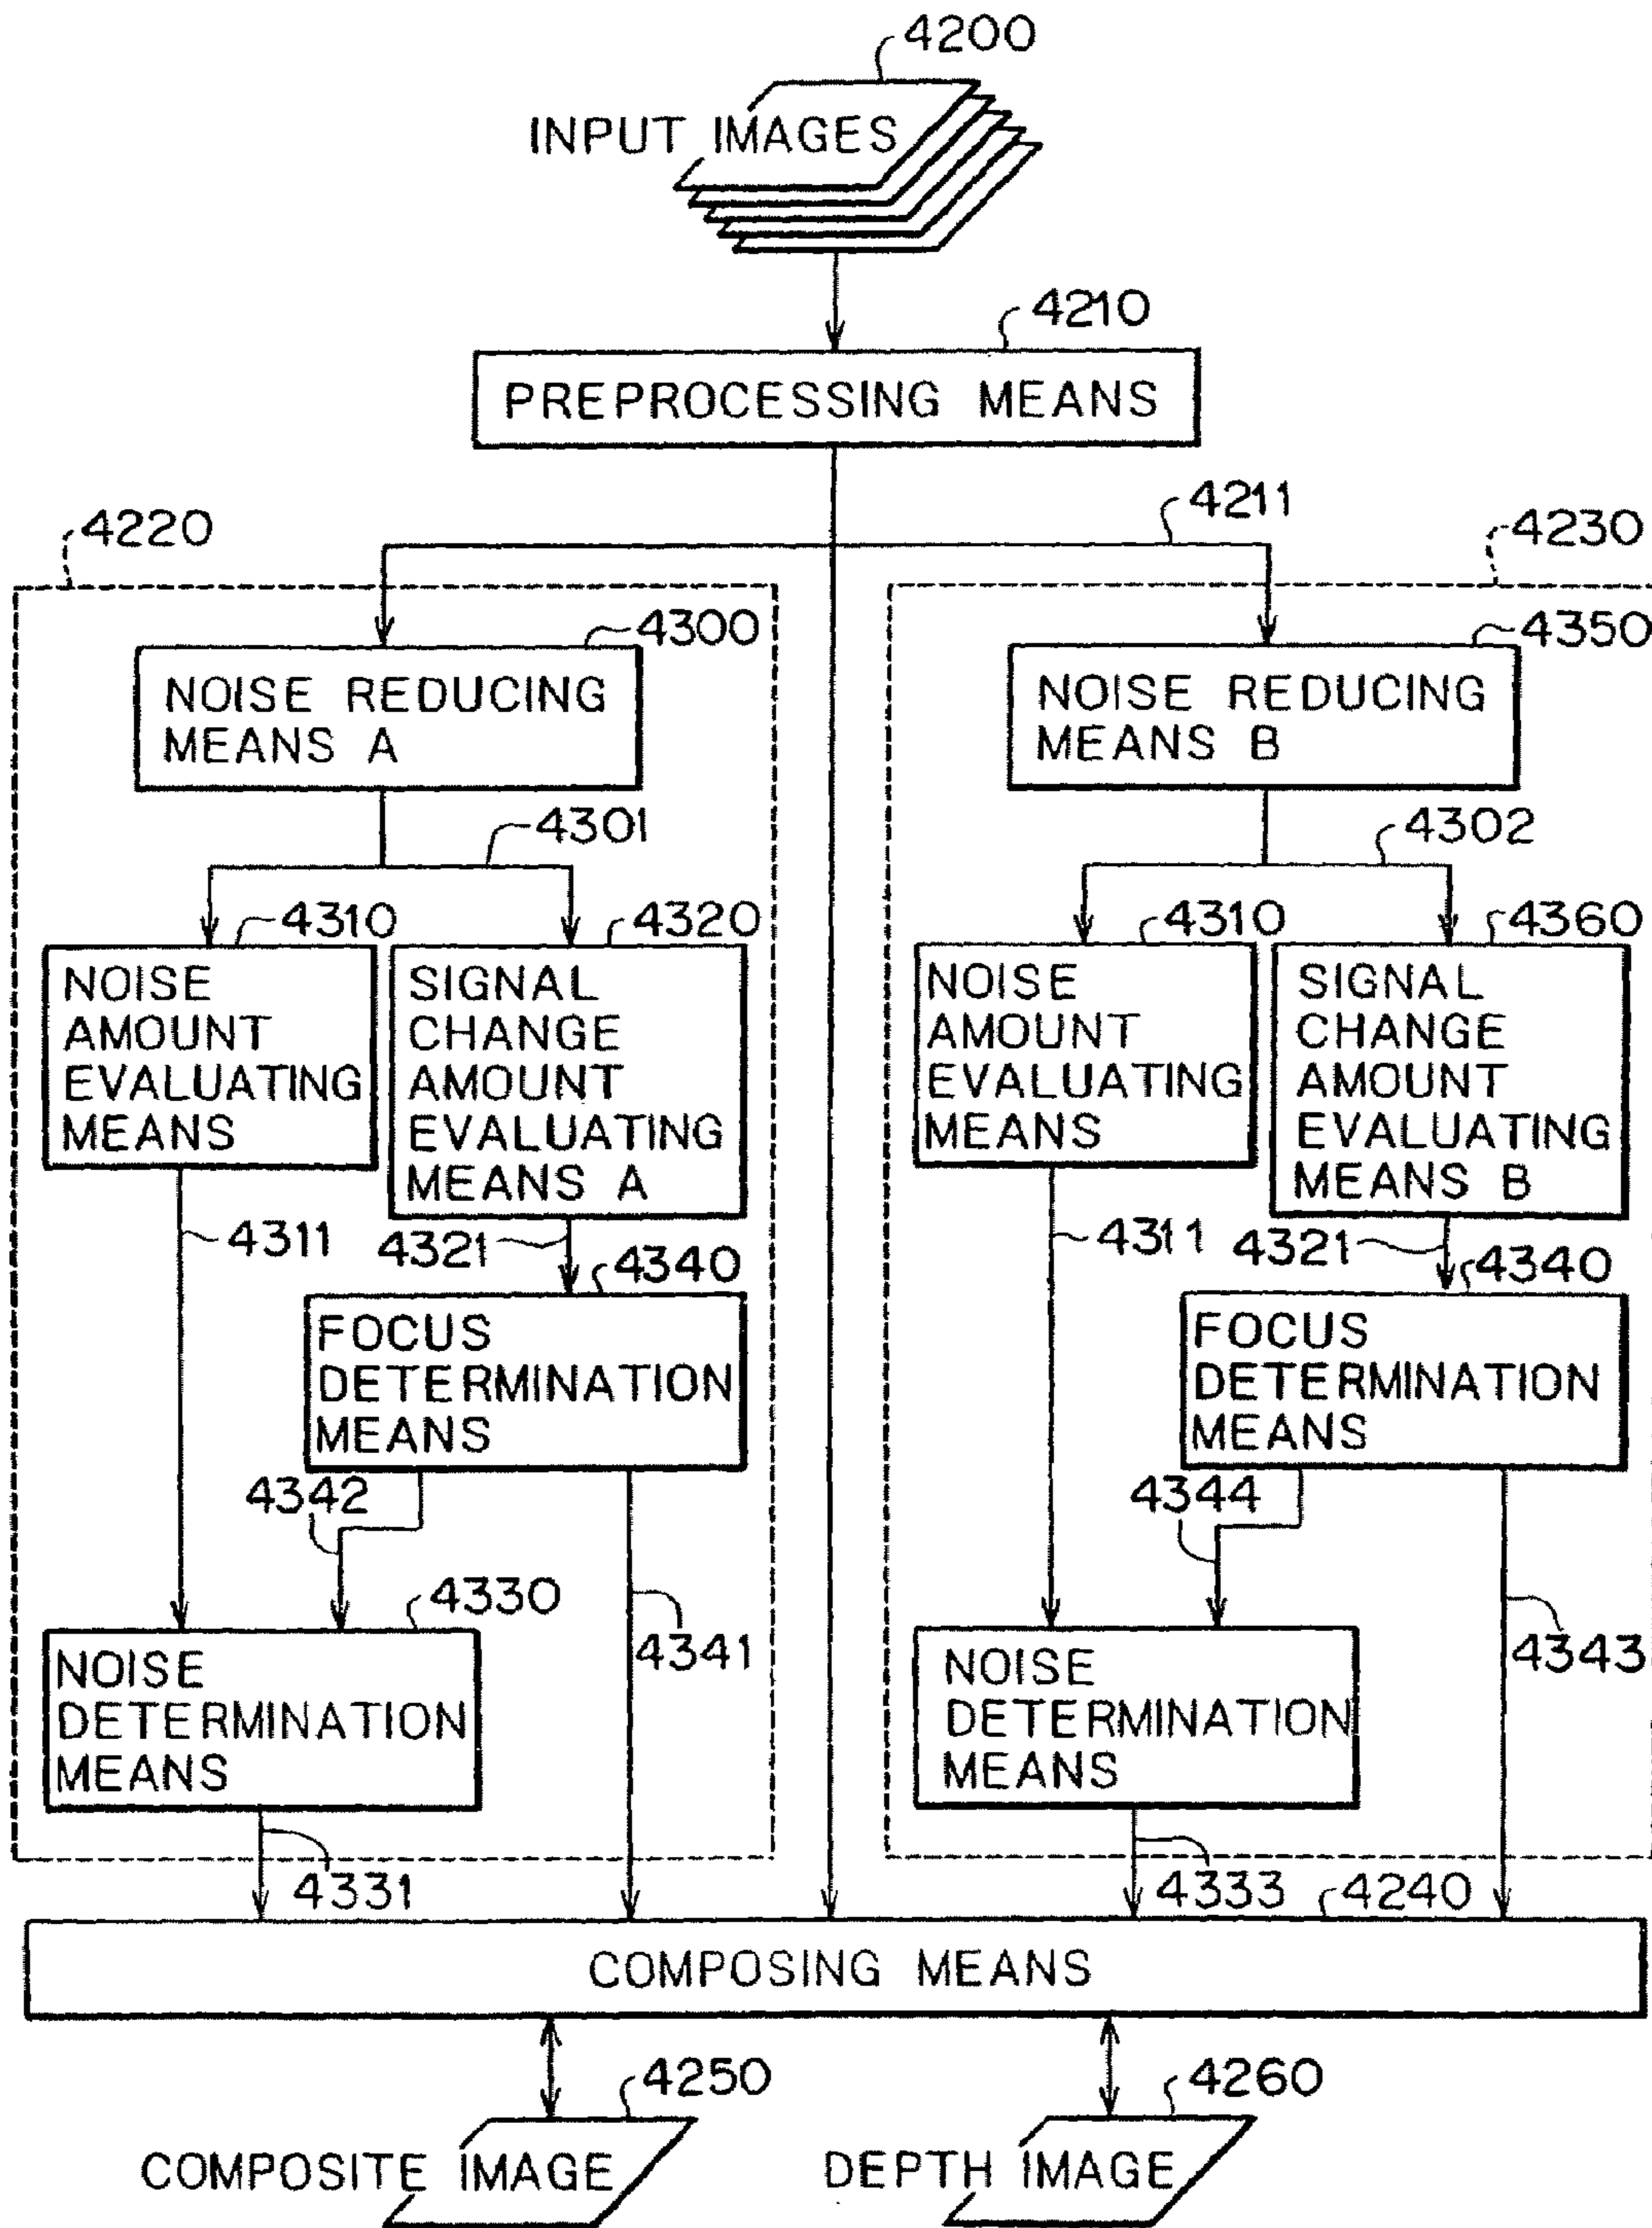 4200
INPUT IMAGES
4210
PREPROCESSING MEANS
4211
4220
4230
4300
NOISE REDUCING
MEANS A
4350
NOISE REDUCING
MEANS B
4301
4302
4310
NOISE
AMOUNT
EVALUATING
MEANS
4320
SIGNAL
CHANGE
AMOUNT
EVALUATING
MEANS A
4310
NOISE
AMOUNT
EVALUATING
MEANS
4360
SIGNAL
CHANGE
AMOUNT
EVALUATING
MEANS B
4311
4321
4340
FOCUS
DETERMINATION
MEANS
4311
4321
4340
FOCUS
DETERMINATION
MEANS
4342
4344
4330
NOISE
DETERMINATION
MEANS
4341
NOISE
DETERMINATION
MEANS
4343
4331
4333
4240
COMPOSING MEANS
4250
COMPOSITE IMAGE
4260
DEPTH IMAGE